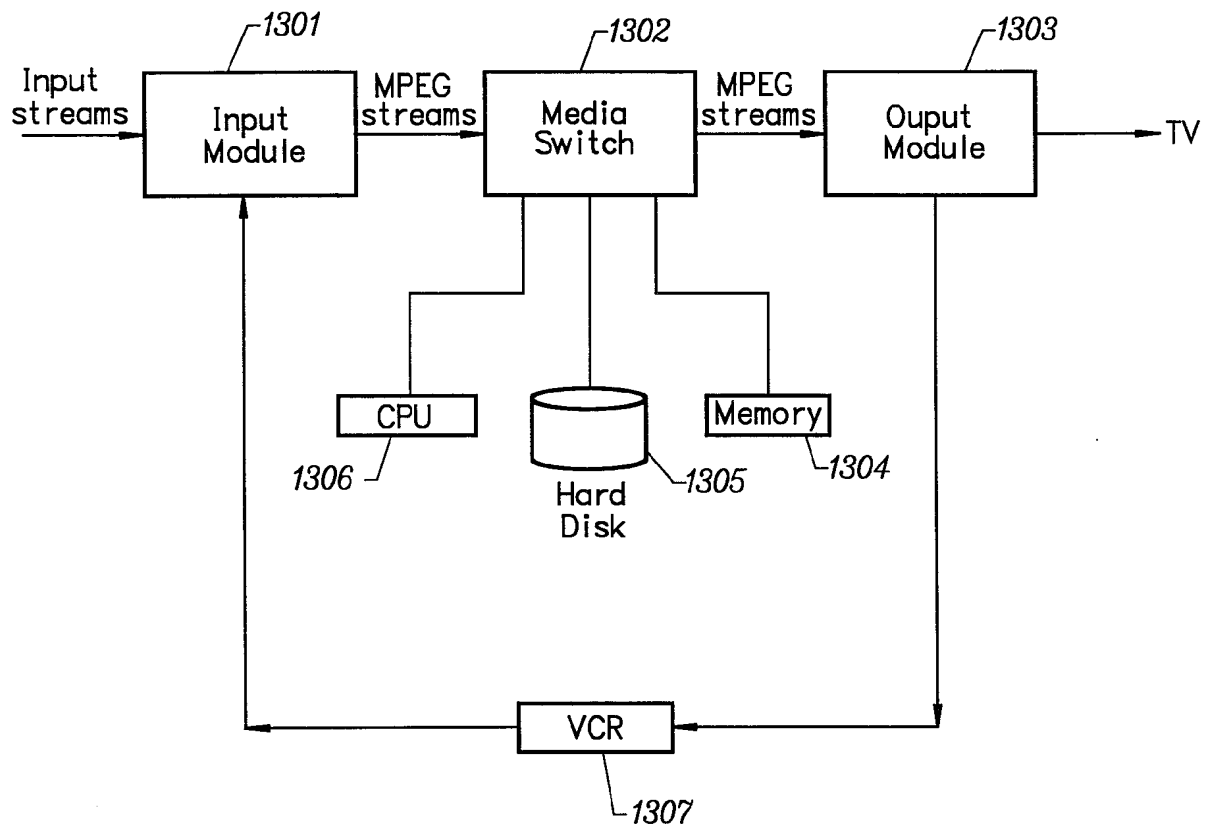 1301
1302
1303
Input
streams
Input
Module
MPEG
streams
Media
Switch
MPEG
streams
Ouput
Module
TV
CPU
1306
Hard
Disk
1305
Memory
1304
VCR
1307